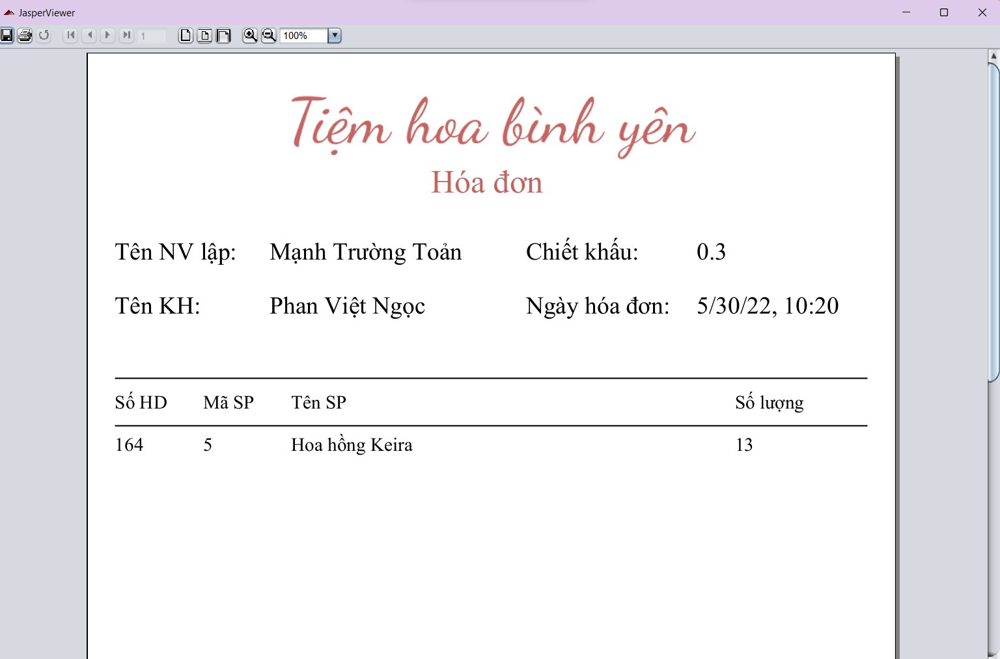 JasperViewer
1 100%
Tiệm hoa bình yên
Hóa đơn
Tên NV lập: Mạnh Trường Toản Chiết khấu: 0.3
Tên KH: Phan Việt Ngọc Ngày hóa đơn: 5/30/22, 10:20
Số HD Mã SP Tên SP Số lượng
164 5 Hoa hồng Keira 13